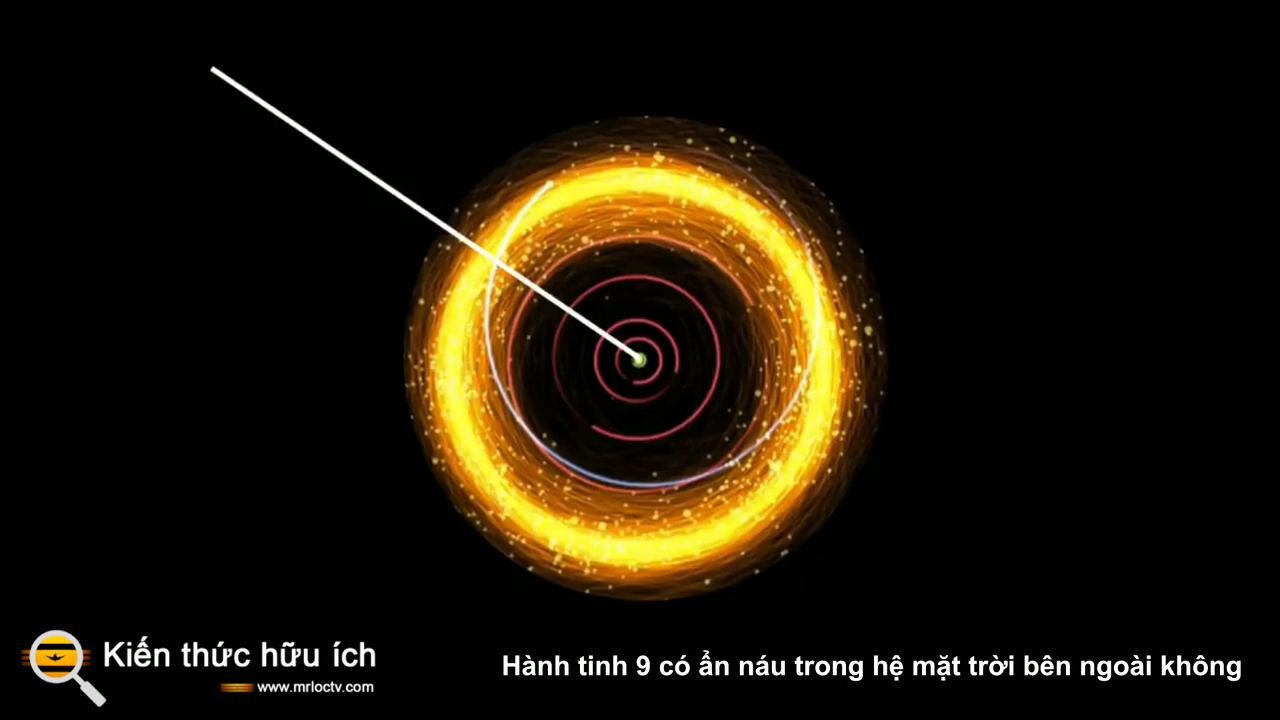 Kiến thức hữu ích
www.mrloctv.com
Hành tinh 9 có ẩn náu trong hệ mặt trời bên ngoài không